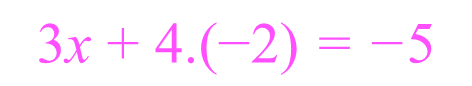 3x + 4.(−2) = −5